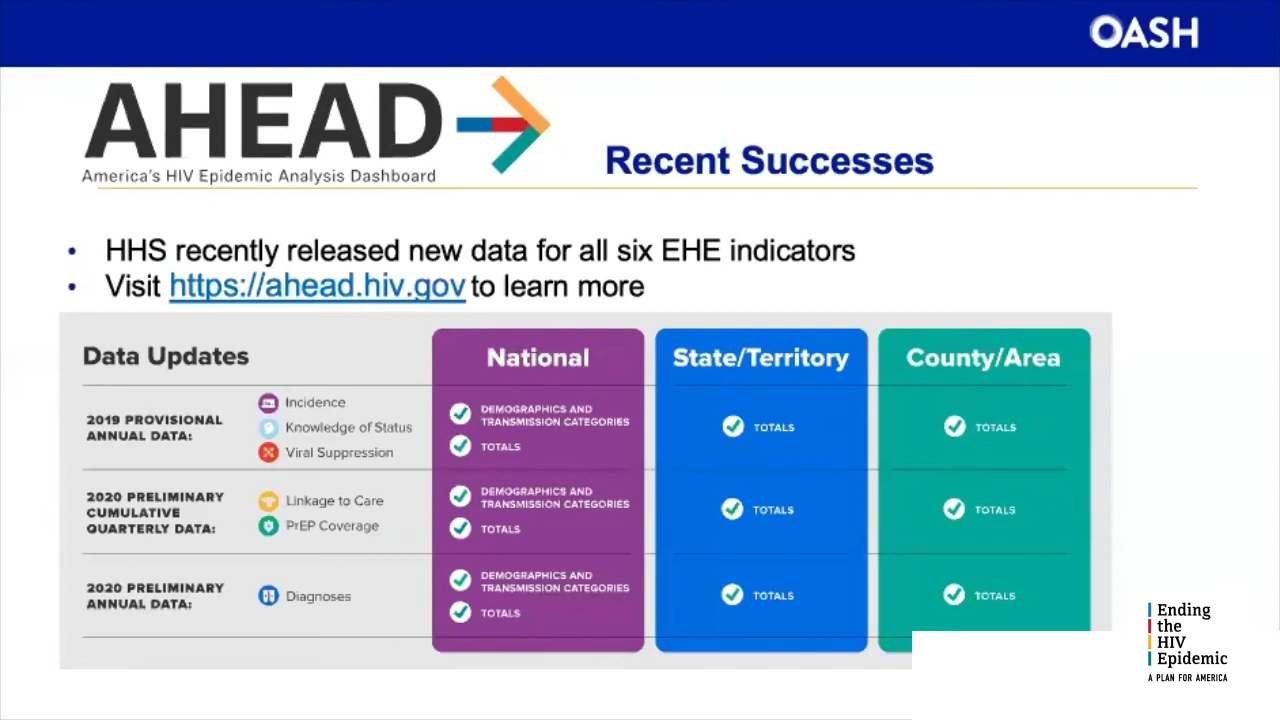 OASH
AHEAD
America's HIV Epidemic Analysis Dashboard
Recent Successes
• HHS recently released new data for all six EHE indicators
• Visit https://ahead.hiv.gov to learn more
Data Updates
National
State/Territory
County/Area
2019 PROVISIONAL
ANNUAL DATA:
Incidence
Knowledge of Status
Viral Suppression
DEMOGRAPHICS AND
TRANSMISSION CATEGORIES
TOTALS
TOTALS
TOTALS
2020 PRELIMINARY
CUMULATIVE
QUARTERLY DATA:
Linkage to Care
PrEP Coverage
DEMOGRAPHICS AND
TRANSMISSION CATEGORIES
TOTALS
TOTALS
TOTALS
2020 PRELIMINARY
ANNUAL DATA:
Diagnoses
DEMOGRAPHICS AND
TRANSMISSION CATEGORIES
TOTALS
TOTALS
TOTALS
Ending
the
HIV
Epidemic
A PLAN FOR AMERICA